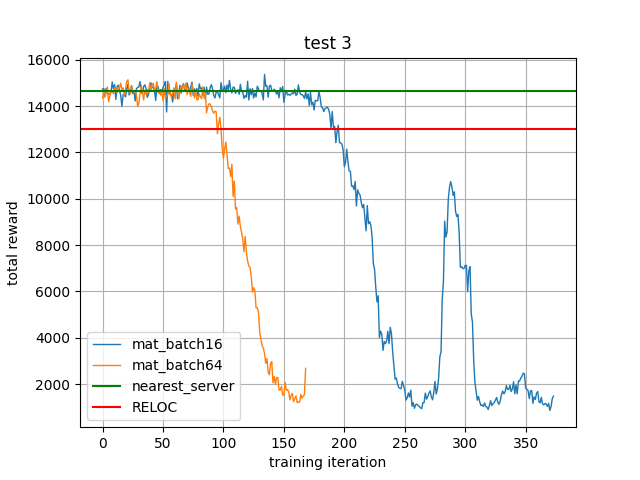 test 3
total reward
16000
14000
12000
10000
8000
6000
4000
2000
mat_batch16
mat_batch64
nearest_server
RELOC
0
50
100
150
200
250
300
350
training iteration